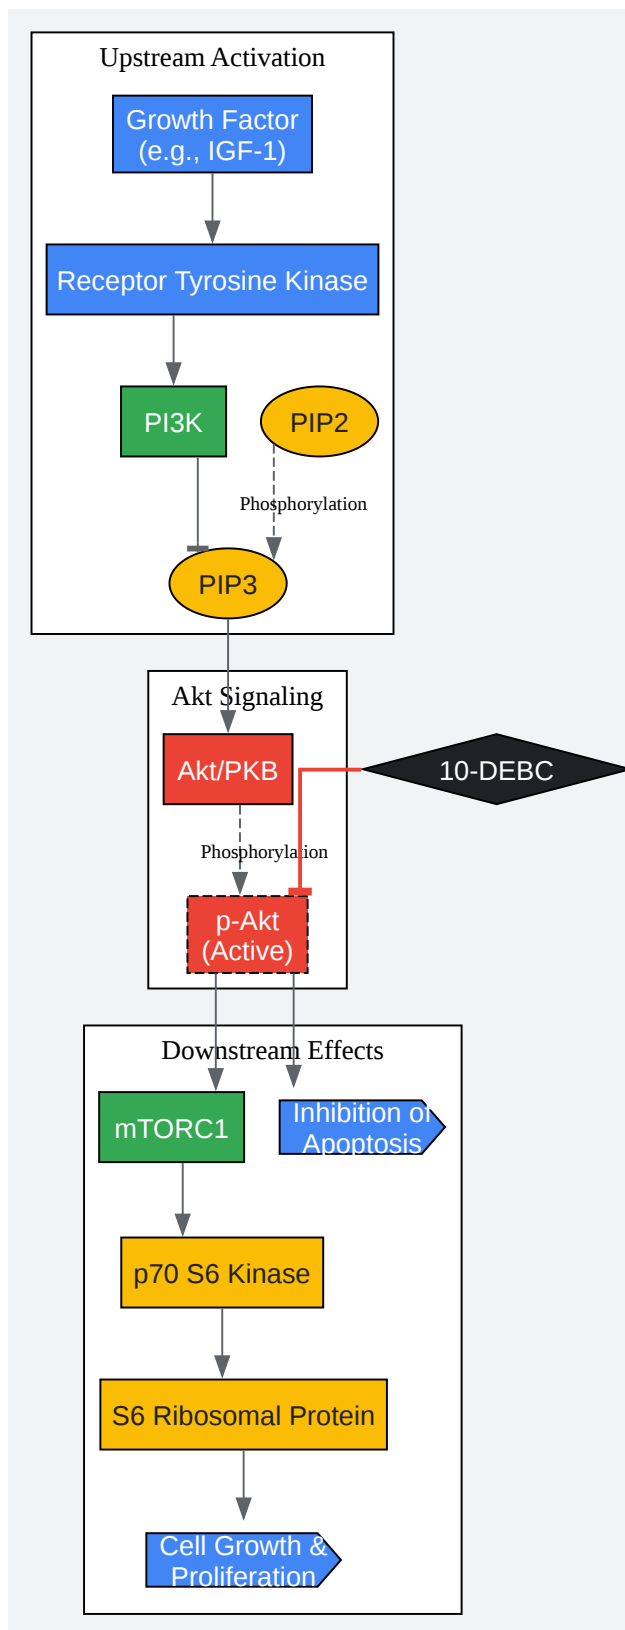 Upstream Activation
Growth Factor
(e.g., IGF-1)
Receptor Tyrosine Kinase
PI3K
PIP2
Phosphorylation
PIP3
Akt Signaling
Akt/PKB
10-DEBC
Phosphorylation
p-Akt
(Active)
Downstream Effects
mTORC1
Inhibition of
Apoptosis
p70 S6 Kinase
S6 Ribosomal Protein
Cell Growth &
Proliferation